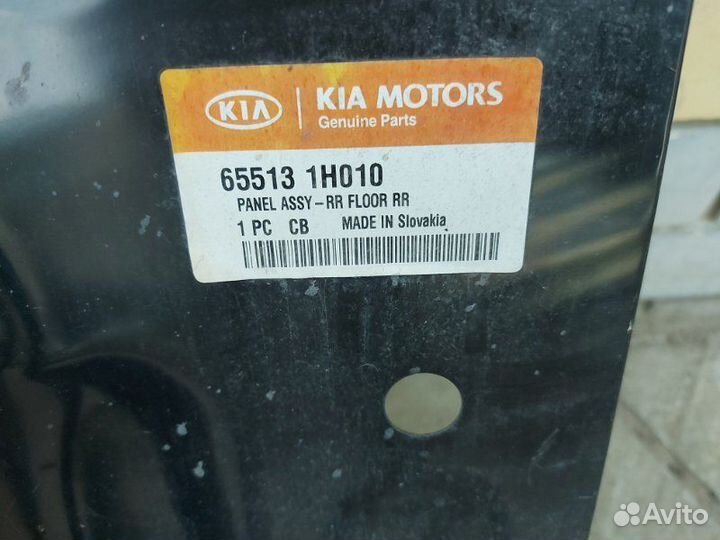 KIA
KIA MOTORS
Genuine Parts
65513 1H010
PANEL ASSY-RR FLOOR RR
1 PC CB MADE IN Slovakia
Avito